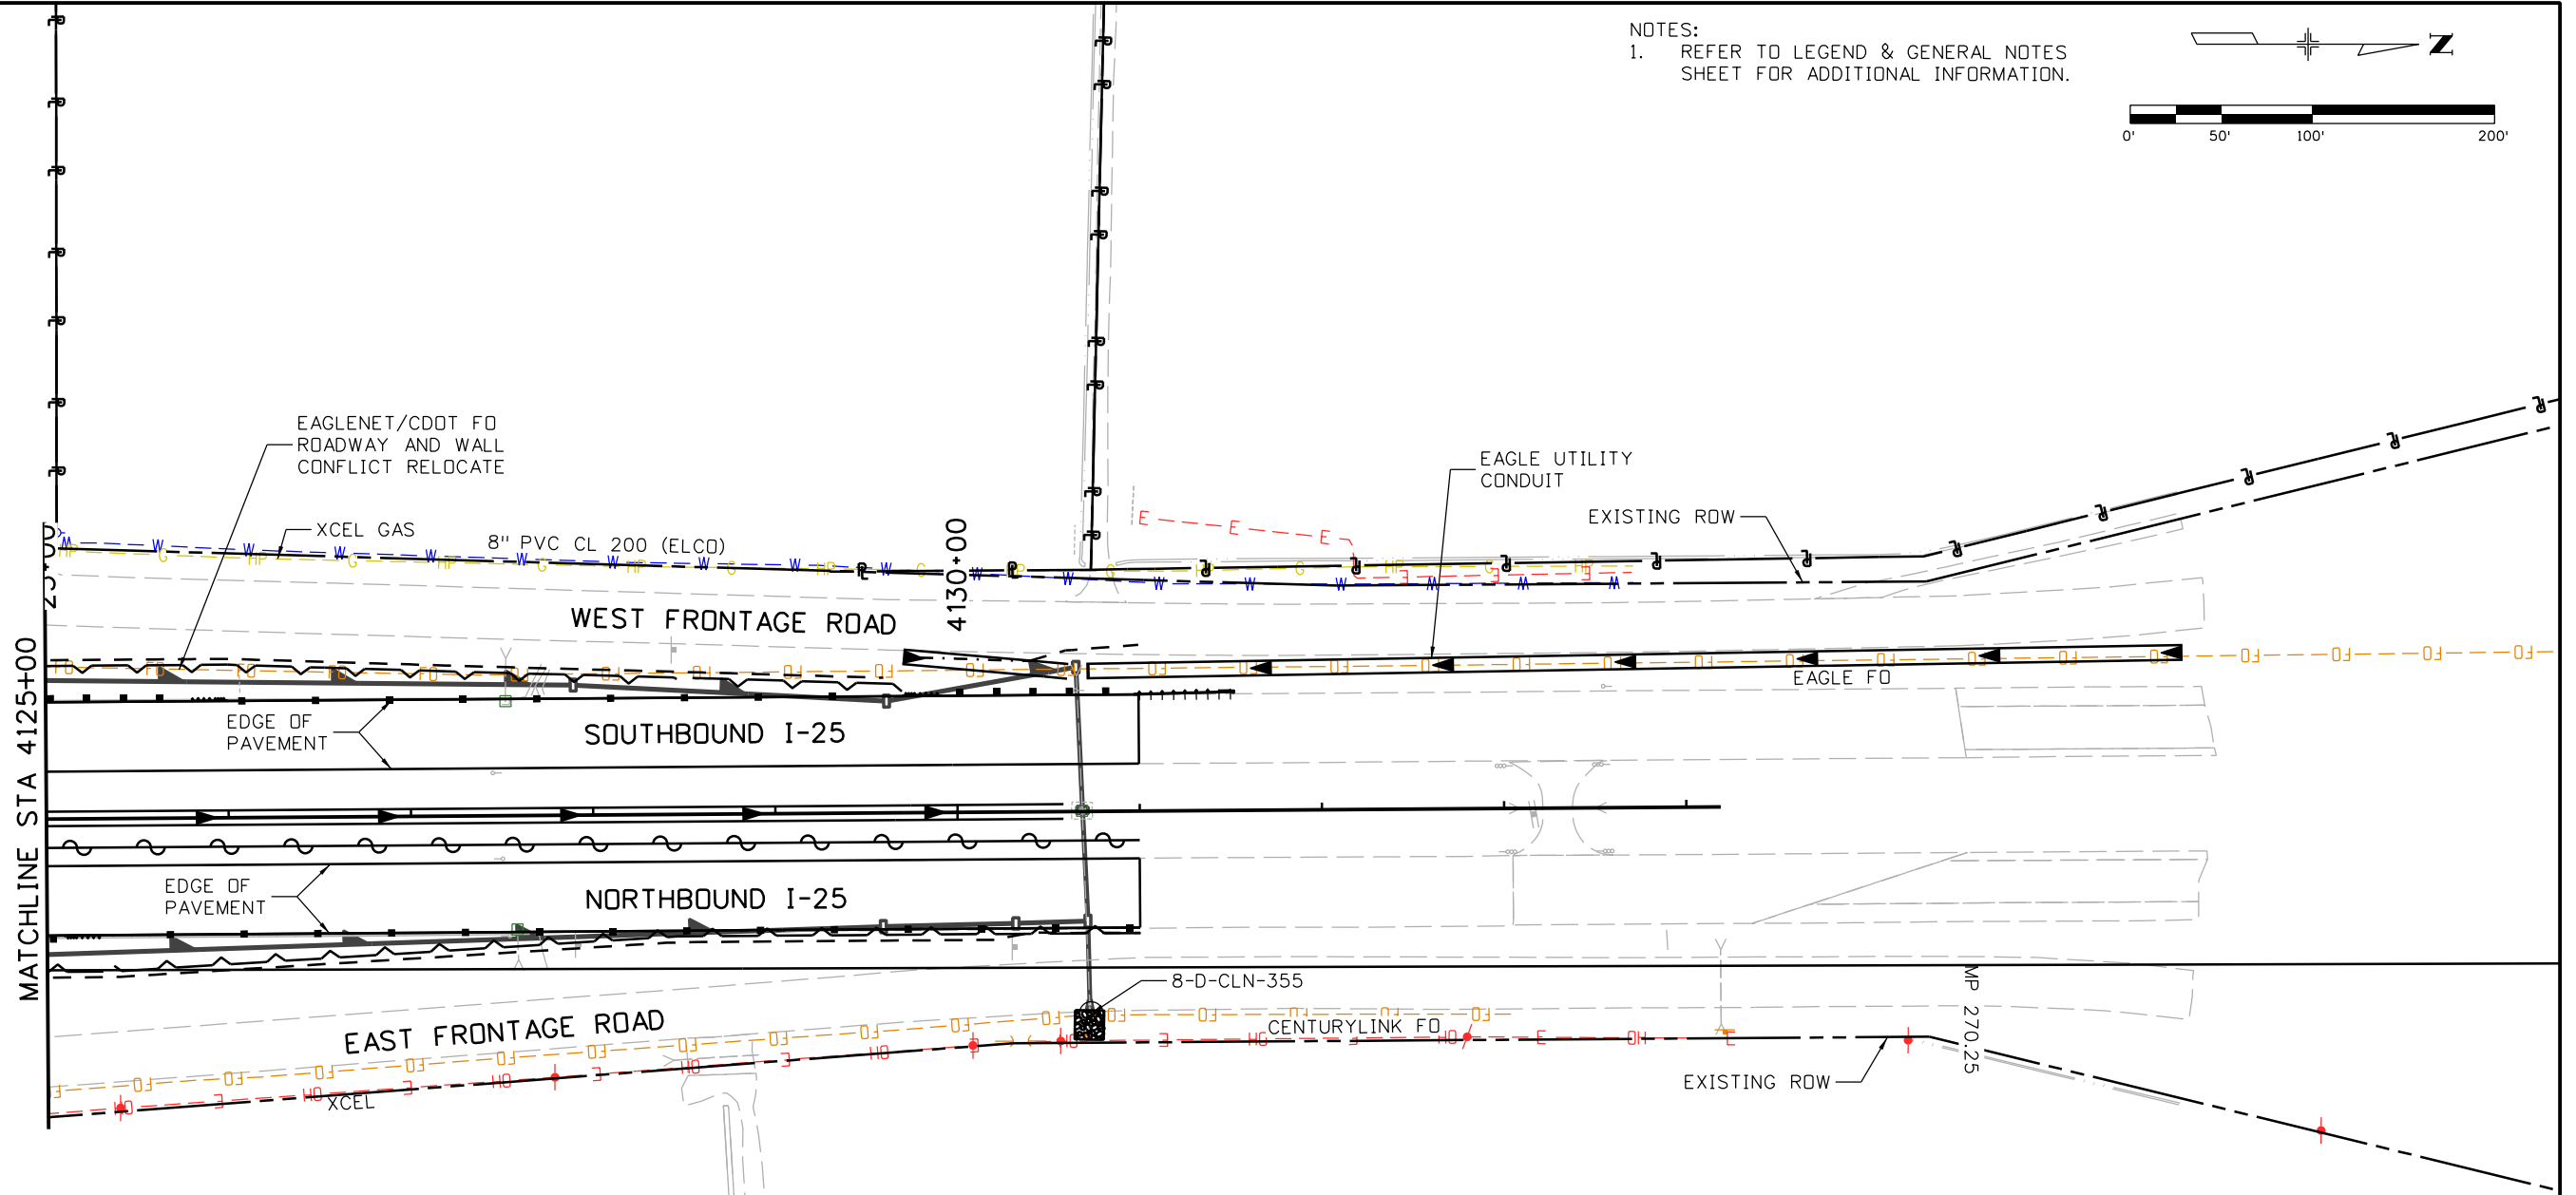 NOTES:
1. REFER TO LEGEND & GENERAL NOTES
SHEET FOR ADDITIONAL INFORMATION.
N
0' 50' 100' 200'
EAGLENET/CDOT FO
ROADWAY AND WALL
CONFLICT RELOCATE
XCEL GAS
8" PVC CL 200 (ELCO)
4130+00
EAGLE UTILITY
CONDUIT
EXISTING ROW
WEST FRONTAGE ROAD
EAGLE FO
EDGE OF
PAVEMENT
SOUTHBOUND I-25
MATCHLINE STA 4125+00
EDGE OF
PAVEMENT
NORTHBOUND I-25
8-D-CLN-355
MP 270.25
EAST FRONTAGE ROAD
CENTURYLINK FO
EXISTING ROW
XCEL